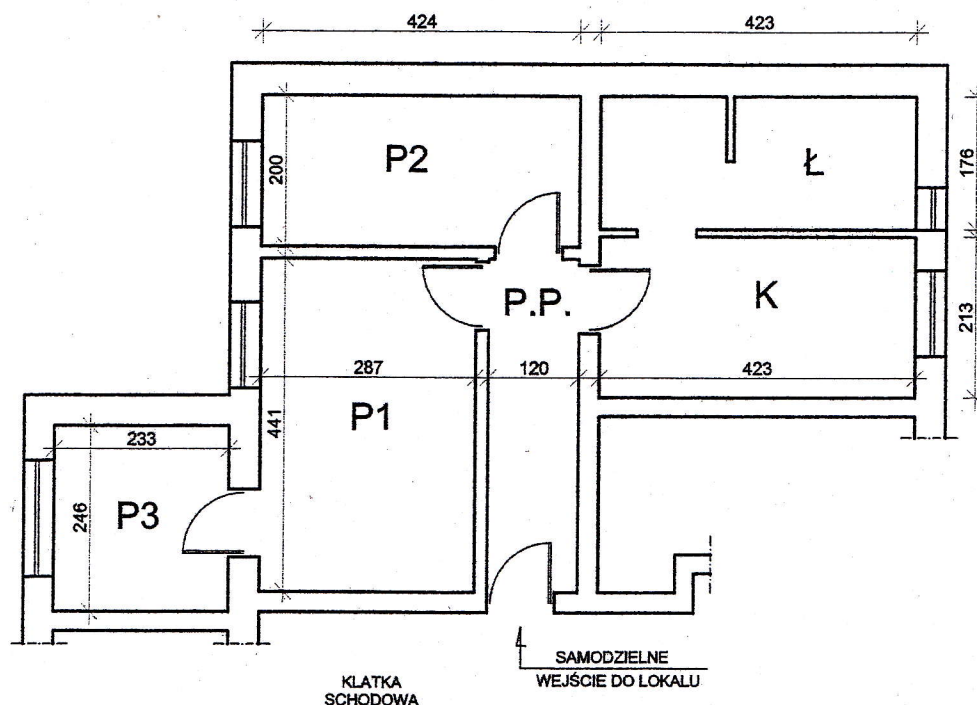 424
423
P2
200
Ł
176
P.P.
K
213
287
120
423
P1
441
233
P3
246
SAMODZIELNE
WEJŚCIE DO LOKALU
KLATKA
SCHODOWA